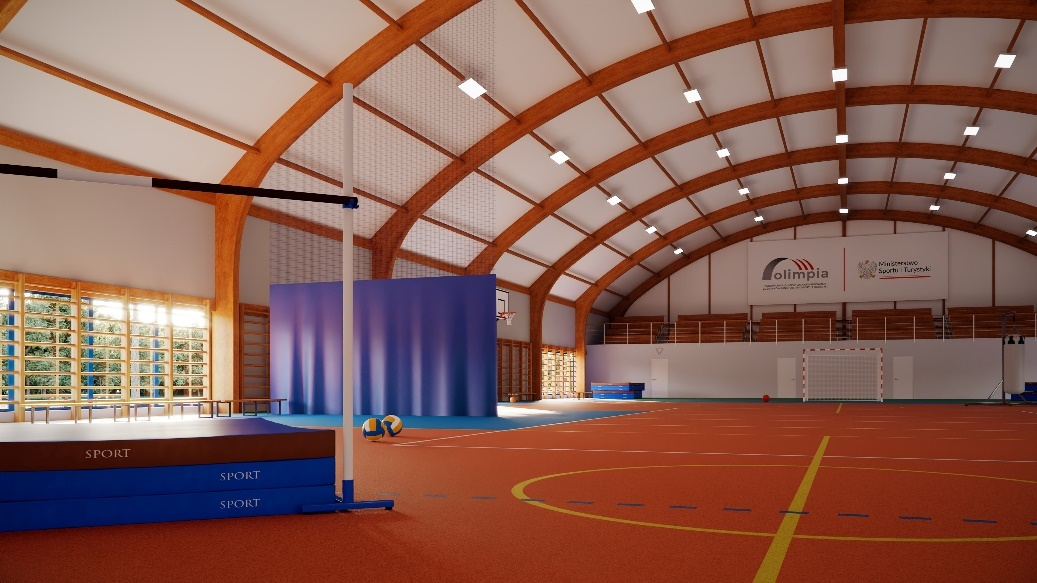 olimpia
Ministerstwo
Sportu i Turystyki
SPORT
SPORT
SPORT